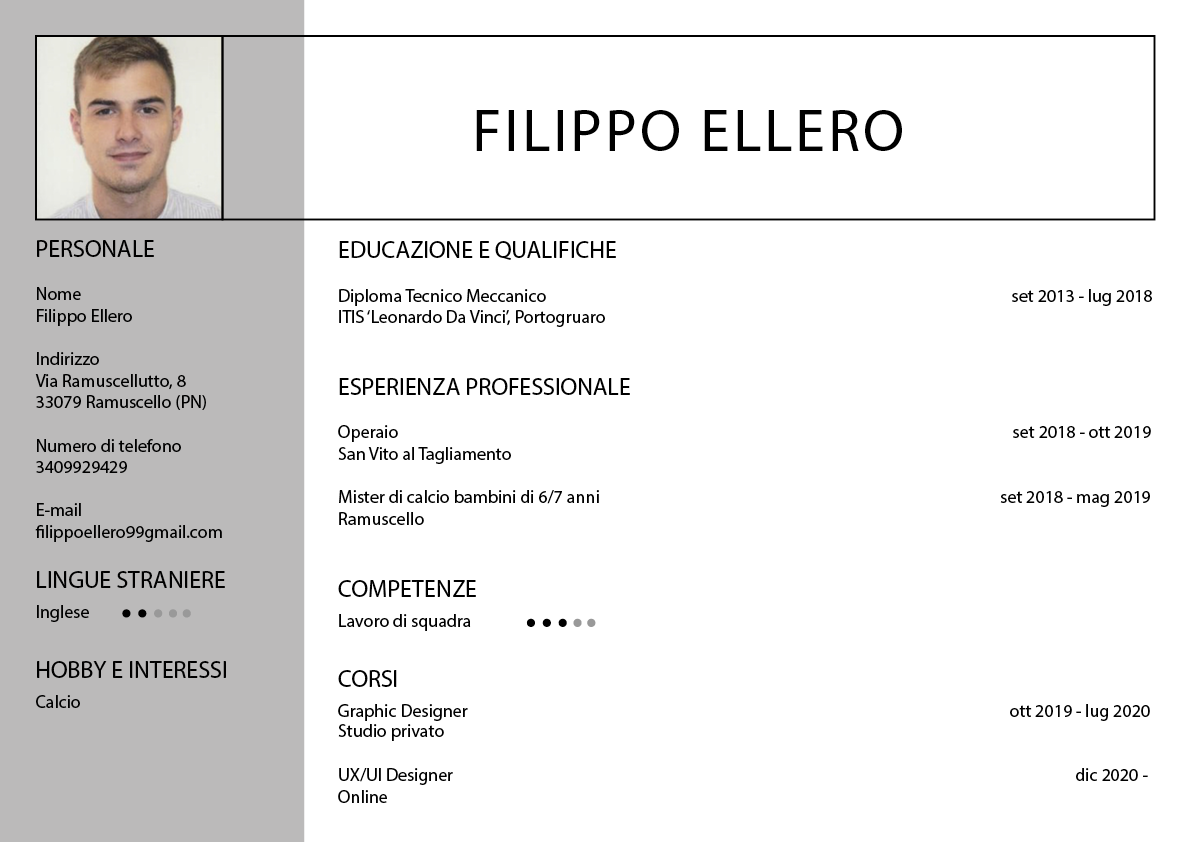 FILIPPO ELLERO
PERSONALE
Nome
Filippo Ellero
Indirizzo
Via Ramuscellutto, 8
33079 Ramuscello (PN)
Numero di telefono
3409929429
E-mail
filippoellero99gmail.com
LINGUE STRANIERE
Inglese
HOBBY E INTERESSI
Calcio
EDUCAZIONE E QUALIFICHE
Diploma Tecnico Meccanico set 2013 - lug 2018
ITIS ‘Leonardo Da Vinci’, Portogruaro
ESPERIENZA PROFESSIONALE
Operaio set 2018 - ott 2019
San Vito al Tagliamento
Mister di calcio bambini di 6/7 anni set 2018 - mag 2019
Ramuscello
COMPETENZE
Lavoro di squadra
CORSI
Graphic Designer ott 2019 - lug 2020
Studio privato
UX/UI Designer dic 2020 -
Online